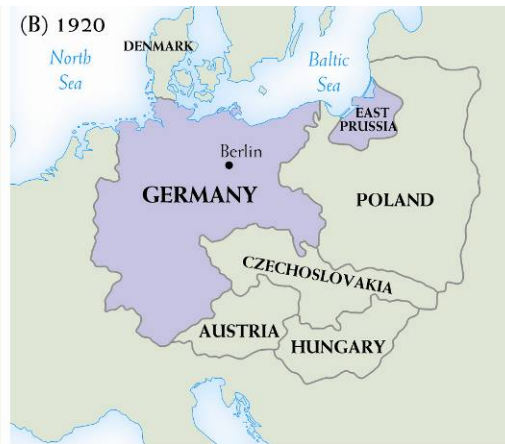 (B) 1920
DENMARK
North
Sea
Baltic
Sea
EAST
PRUSSIA
Berlin
GERMANY
POLAND
CZECHOSLOVAKIA
AUSTRIA
HUNGARY